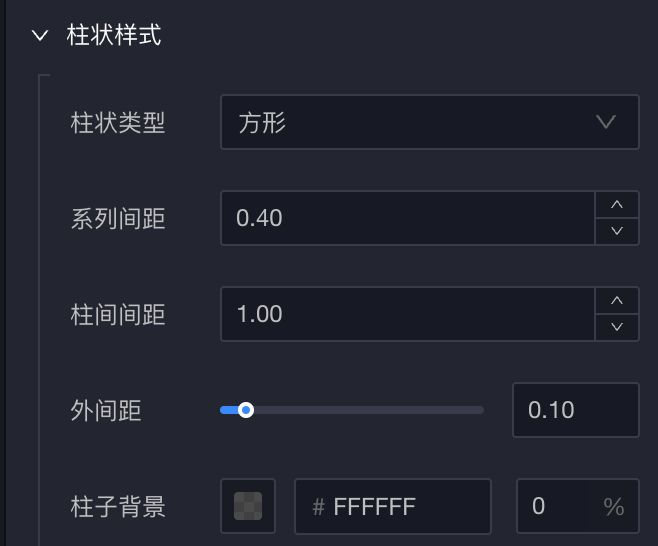 柱状样式
柱状类型 方形
系列间距 0.40
柱间间距 1.00
外间距 0.10
柱子背景 # FFFFFF 0 %